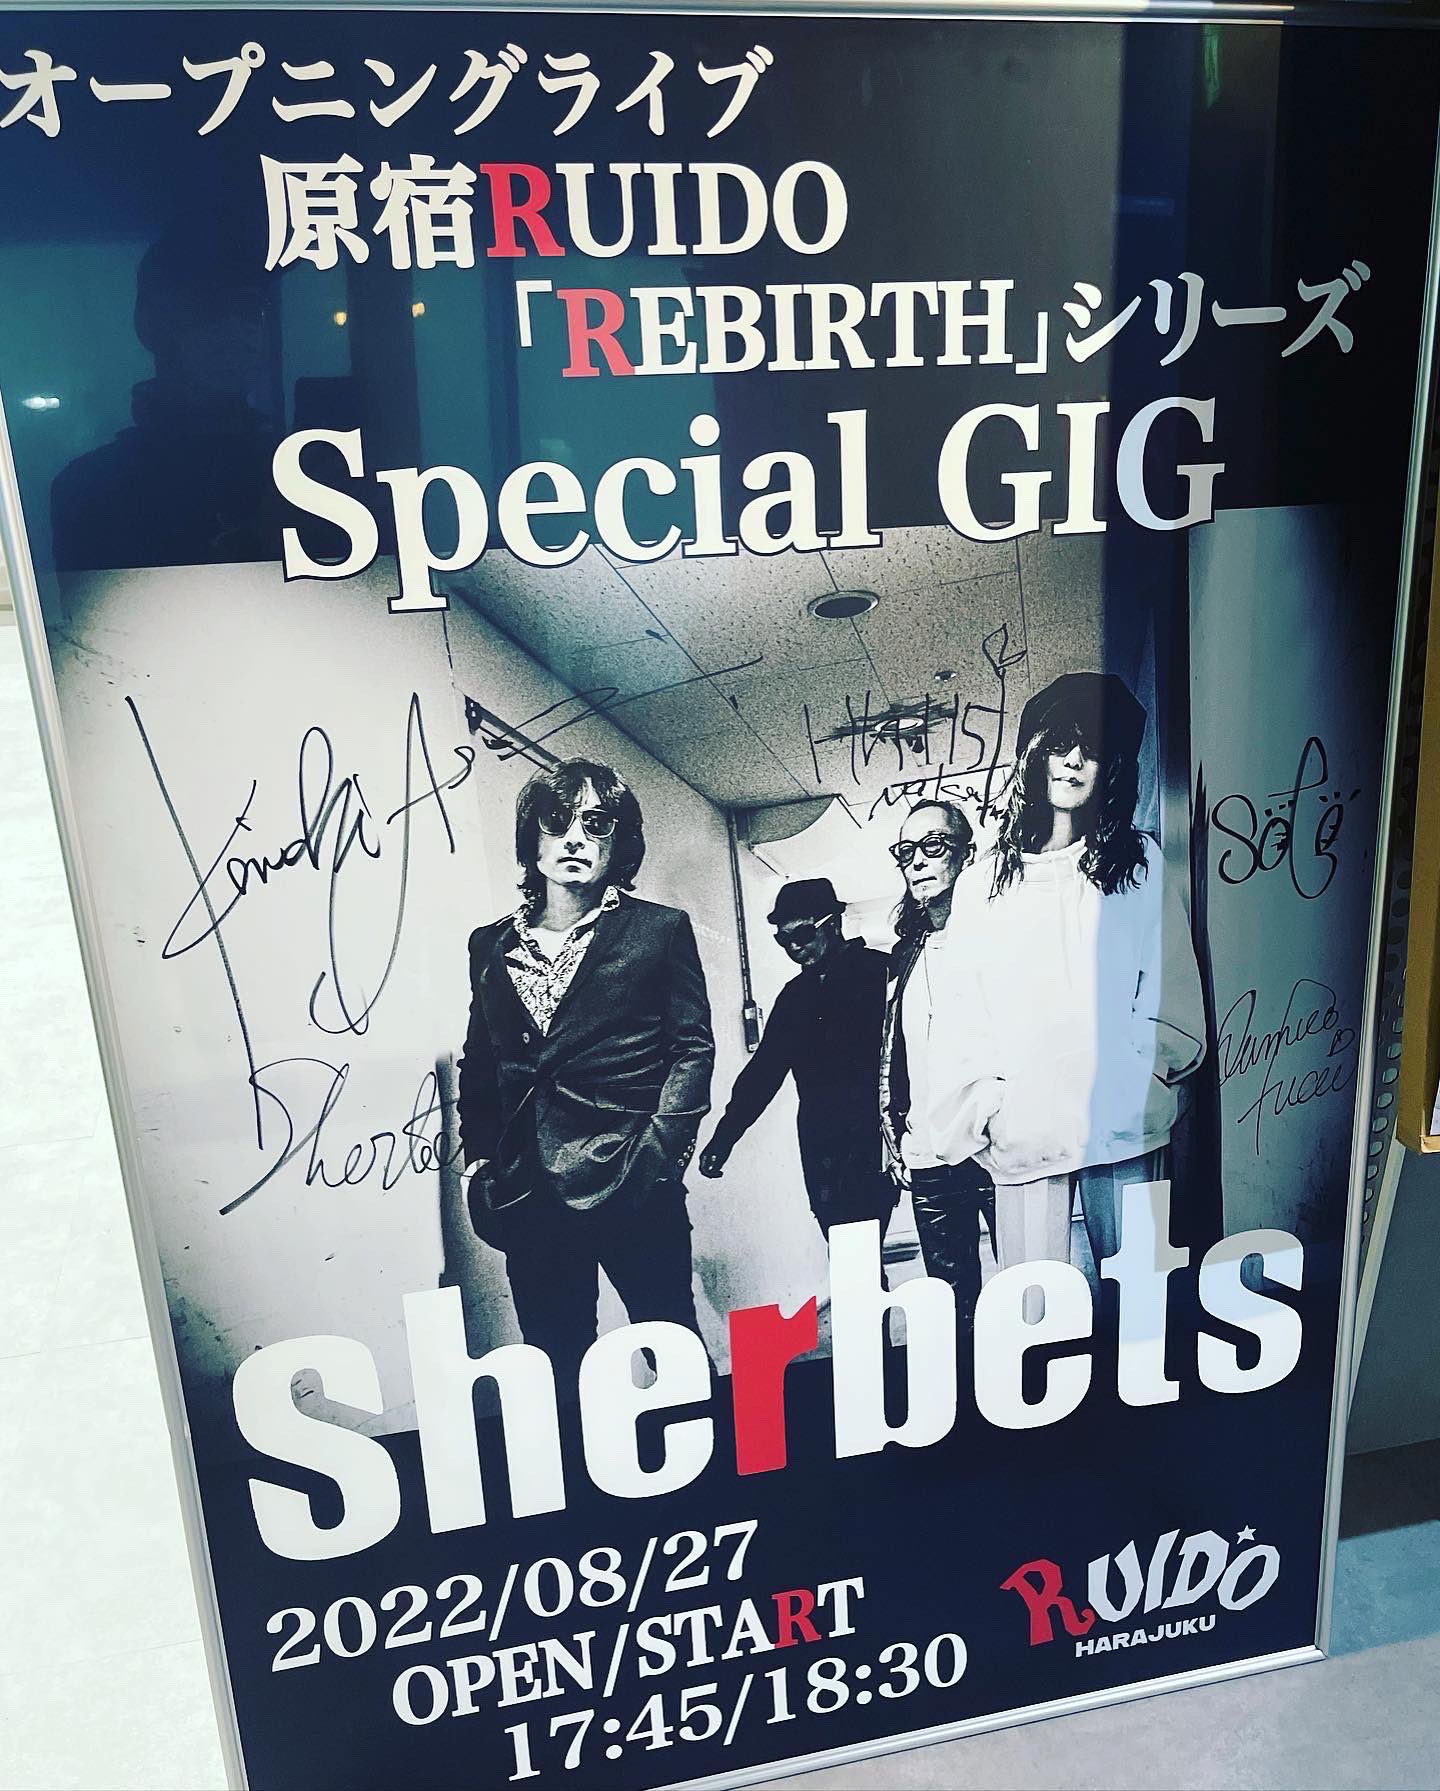 オープニングライブ
原宿RUIDO
「REBIRTH」シリーズ
Special GIG
Sherbets
sherbets
2022/08/27
OPEN/START
17:45/18:30
RUIDO
HARAJUKU